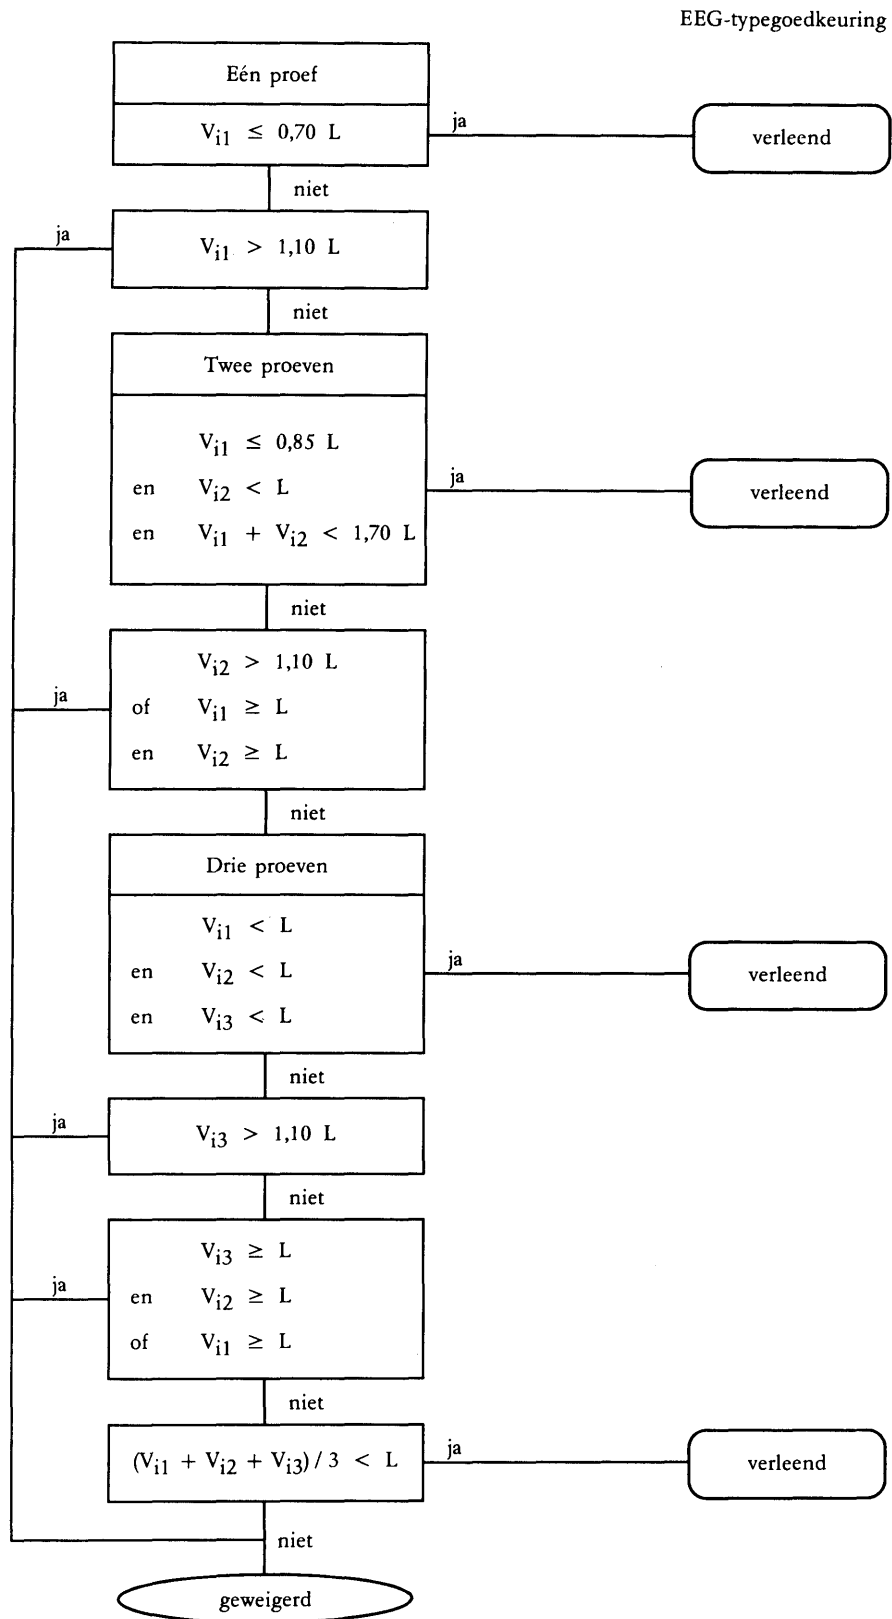 EEG-typegoedkeuring
Eén proef
Vi1 ≤ 0,70 L
ja
verleend
niet
ja
Vi1 > 1,10 L
niet
Twee proeven
Vi1 ≤ 0,85 L
en Vi2 < L
en Vi1 + Vi2 < 1,70 L
ja
verleend
niet
Vi2 > 1,10 L
ja
of Vi1 ≥ L
en Vi2 ≥ L
niet
Drie proeven
Vi1 < L
en Vi2 < L
en Vi3 < L
ja
verleend
niet
ja
Vi3 > 1,10 L
niet
Vi3 ≥ L
ja
en Vi2 ≥ L
of Vi1 ≥ L
niet
(Vi1 + Vi2 + Vi3) / 3 < L
ja
verleend
niet
geweigerd